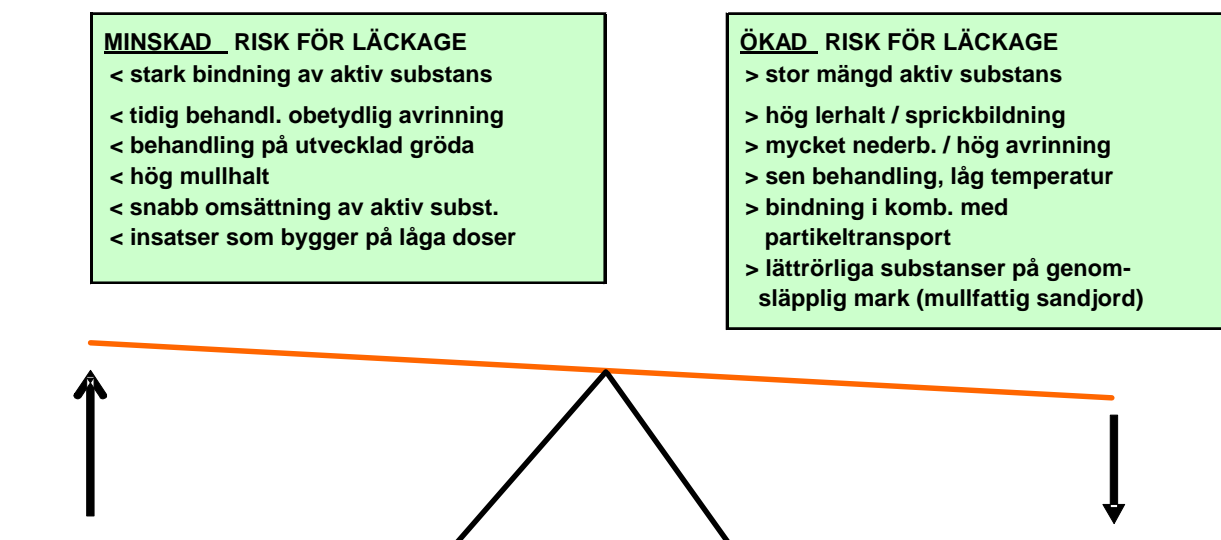 MINSKAD RISK FÖR LÄCKAGE
< stark bindning av aktiv substans
< tidig behandl. obetydlig avrinning
< behandling på utvecklad gröda
< hög mullhalt
< snabb omsättning av aktiv subst.
< insatser som bygger på låga doser
ÖKAD RISK FÖR LÄCKAGE
> stor mängd aktiv substans
> hög lerhalt / sprickbildning
> mycket nederb. / hög avrinning
> sen behandling, låg temperatur
> bindning i komb. med
partikeltransport
> lättrörliga substanser på genom-
släpplig mark (mullfattig sandjord)